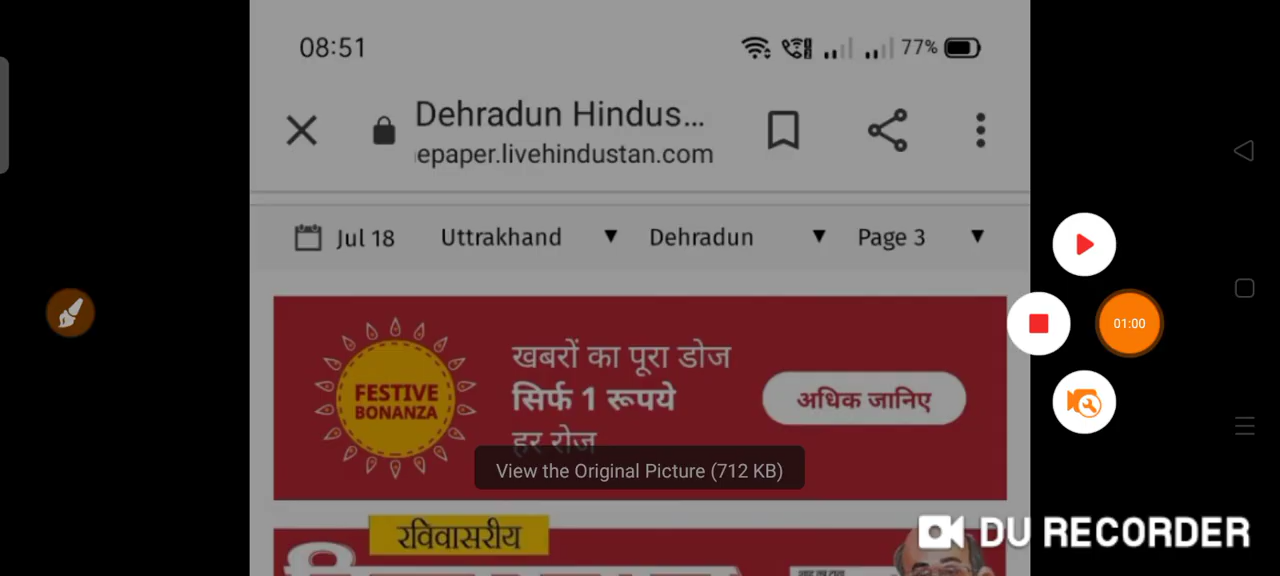 08:51
77%
Dehradun Hindus...
epaper.livehindustan.com
Jul 18 Uttrakhand Dehradun Page 3
FESTIVE
BONANZA
खबरों का पूरा डोज
सिर्फ 1 रूपये
हर रोज
अधिक जानिए
View the Original Picture (712 KB)
01:00
रविवासरीय
DU RECORDER